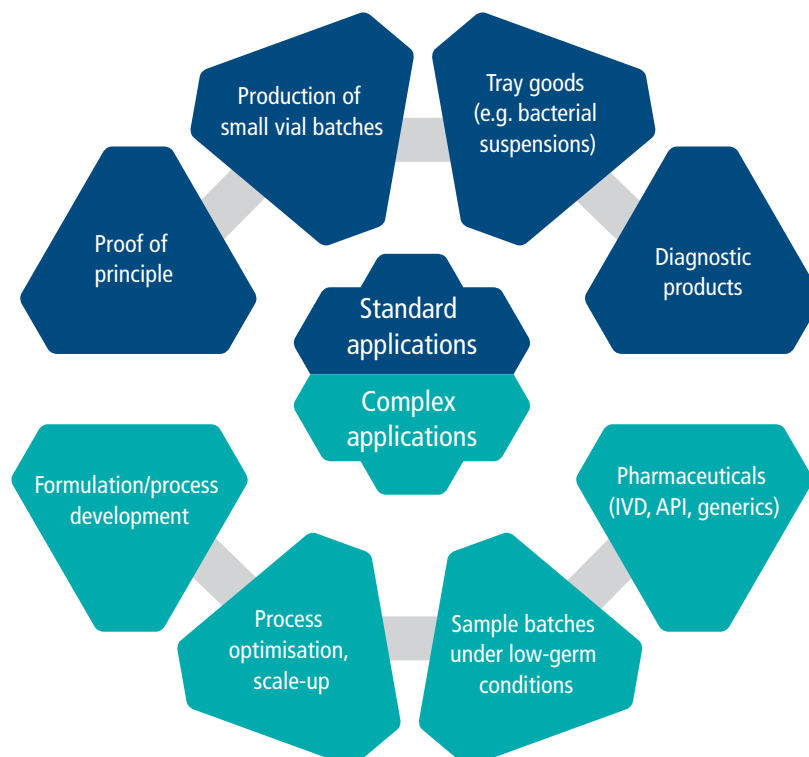 Production of
small vial batches
Tray goods
(e.g. bacterial
suspensions)
Proof of
principle
Diagnostic
products
Standard
applications
Complex
applications
Formulation/process
development
Pharmaceuticals
(IVD, API, generics)
Process
optimisation,
scale-up
Sample batches
under low-germ
conditions